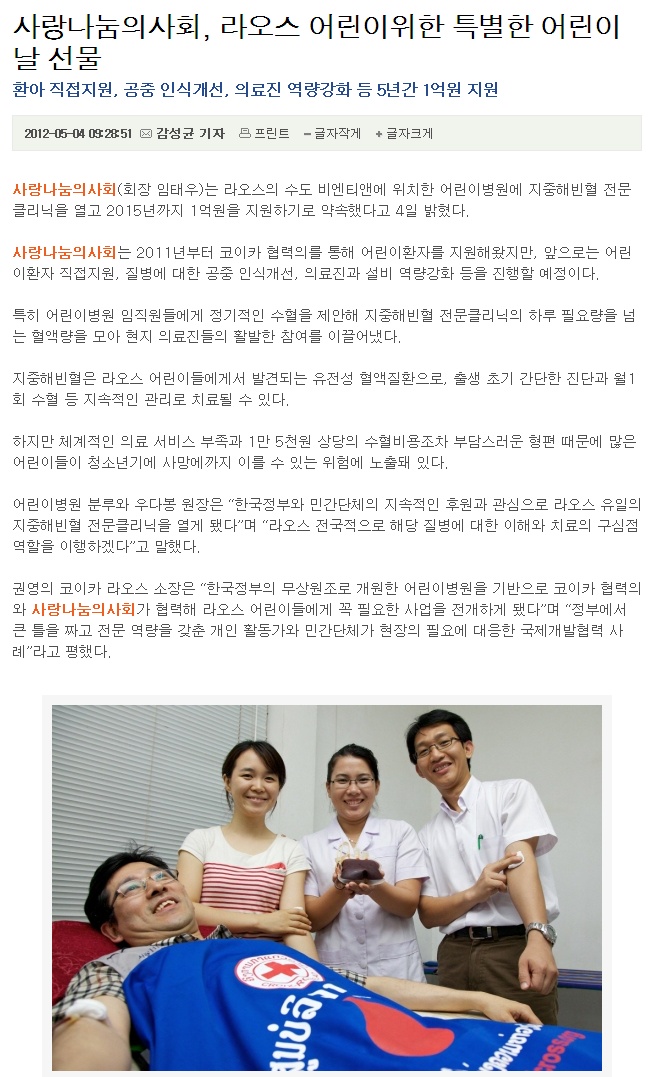 사랑나눔의사회, 라오스 어린이위한 특별한 어린이
날 선물
환아 직접지원, 공중 인식개선, 의료진 역량강화 등 5년간 1억원 지원
2012-05-04 09:28:51 감성균 기자 프린트 글자작게 글자크게
사랑나눔의사회(회장 임태우)는 라오스의 수도 비엔티앤에 위치한 어린이병원에 지중해빈혈 전문
클리닉을 열고 2015년까지 1억원을 지원하기로 약속했다고 4일 밝혔다.
사랑나눔의사회는 2011년부터 코이카 협력의를 통해 어린이환자를 지원해왔지만, 앞으로는 어린
이환자 직접지원, 질병에 대한 공중 인식개선, 의료진과 설비 역량강화 등을 진행할 예정이다.
특히 어린이병원 임직원들에게 정기적인 수혈을 제안해 지중해빈혈 전문클리닉의 하루 필요량을 넘
는 혈액량을 모아 현지 의료진들의 활발한 참여를 이끌어냈다.
지중해빈혈은 라오스 어린이들에게서 발견되는 유전성 혈액질환으로, 출생 초기 간단한 진단과 월1
회 수혈 등 지속적인 관리로 치료될 수 있다.
하지만 체계적인 의료 서비스 부족과 1만 5천원 상당의 수혈비용조차 부담스러운 형편 때문에 많은
어린이들이 청소년기에 사망에까지 이를 수 있는 위험에 노출돼 있다.
어린이병원 분루와 우다봉 원장은 “한국정부와 민간단체의 지속적인 후원과 관심으로 라오스 유일의
지중해빈혈 전문클리닉을 열게 됐다”며 “라오스 전국적으로 해당 질병에 대한 이해와 치료의 구심점
역할을 이행하겠다”고 말했다.
권영의 코이카 라오스 소장은 “한국정부의 무상원조로 개원한 어린이병원을 기반으로 코이카 협력의
와 사랑나눔의사회가 협력해 라오스 어린이들에게 꼭 필요한 사업을 전개하게 됐다”며 “정부에서
큰 틀을 짜고 전문 역량을 갖춘 개인 활동가와 민간단체가 현장의 필요에 대응한 국제개발협력 사
례”라고 평했다.